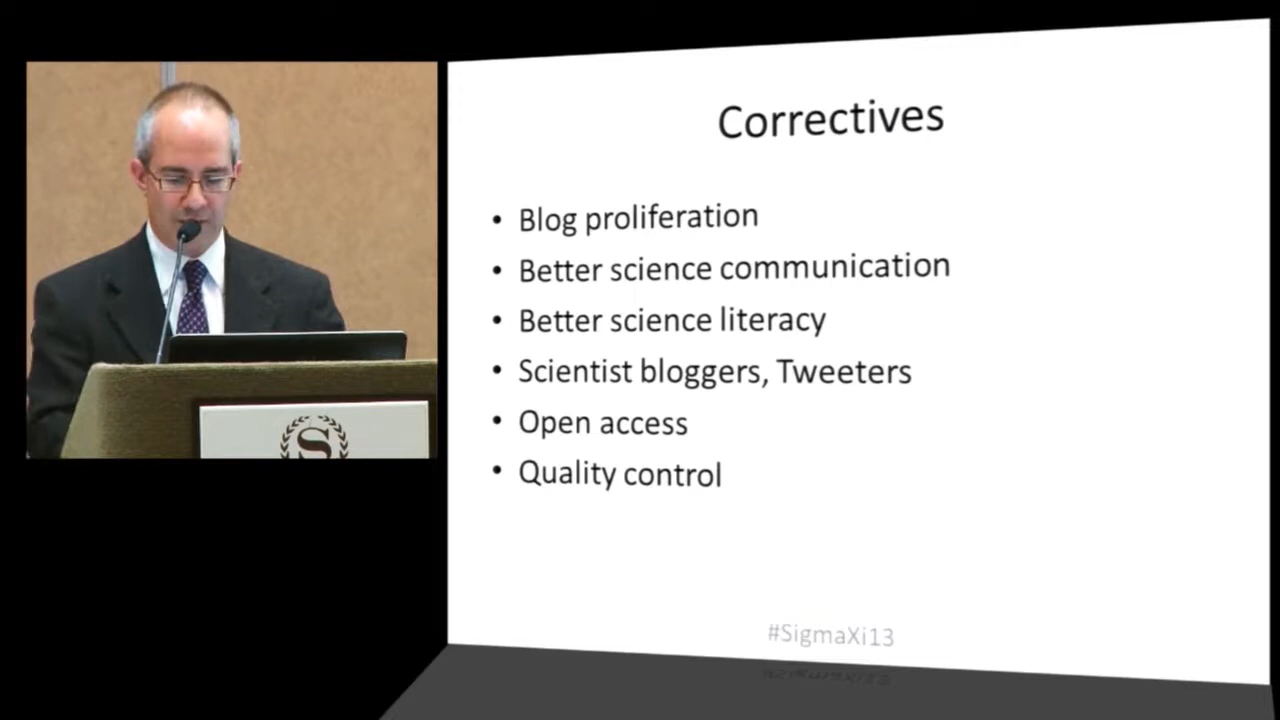 Correctives
• Blog proliferation
• Better science communication
• Better science literacy
• Scientist bloggers, Tweeters
• Open access
• Quality control
#SigmaXi13
S